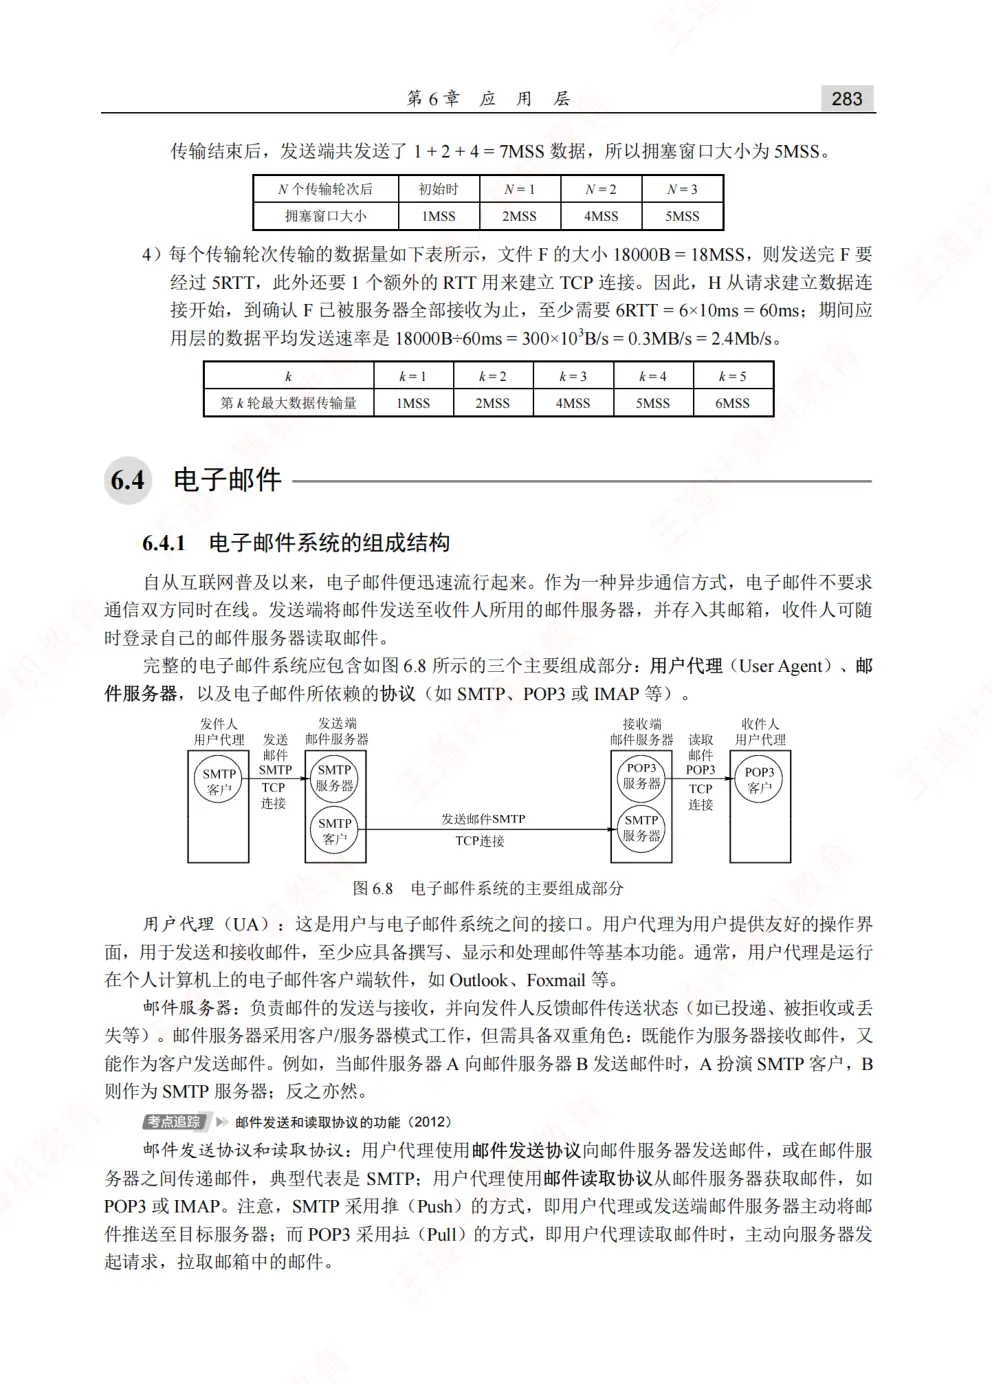 第 6 章 应 用 层 283
传输结束后，发送端共发送了 1 + 2 + 4 = 7MSS 数据，所以拥塞窗口大小为 5MSS。
N 个传输轮次后 初始时 N = 1 N = 2 N = 3
拥塞窗口大小 1MSS 2MSS 4MSS 5MSS
4）每个传输轮次传输的数据量如下表所示，文件 F 的大小 18000B = 18MSS，则发送完 F 要
经过 5RTT，此外还要 1 个额外的 RTT 用来建立 TCP 连接。因此，H 从请求建立数据连
接开始，到确认 F 已被服务器全部接收为止，至少需要 6RTT = 6×10ms = 60ms；期间应
用层的数据平均发送速率是 18000B÷60ms = 300×10³B/s = 0.3MB/s = 2.4Mb/s。
k k = 1 k = 2 k = 3 k = 4 k = 5
第 k 轮最大数据传输量 1MSS 2MSS 4MSS 5MSS 6MSS
6.4 电子邮件
6.4.1 电子邮件系统的组成结构
自从互联网普及以来，电子邮件便迅速流行起来。作为一种异步通信方式，电子邮件不要求
通信双方同时在线。发送端将邮件发送至收件人所用的邮件服务器，并存入其邮箱，收件人可随
时登录自己的邮件服务器读取邮件。
完整的电子邮件系统应包含如图 6.8 所示的三个主要组成部分：用户代理（User Agent）、邮
件服务器，以及电子邮件所依赖的协议（如 SMTP、POP3 或 IMAP 等）。
发件人 发送端 接收端 收件人
用户代理 发送 邮件服务器 邮件服务器 读取 用户代理
邮件 邮件
SMTP SMTP SMTP POP3 POP3 POP3
客户 TCP 服务器 服务器 TCP 客户
连接 连接
SMTP 发送邮件SMTP SMTP
客户 TCP连接 服务器
图 6.8 电子邮件系统的主要组成部分
用户代理（UA）：这是用户与电子邮件系统之间的接口。用户代理为用户提供友好的操作界
面，用于发送和接收邮件，至少应具备撰写、显示和处理邮件等基本功能。通常，用户代理是运行
在个人计算机上的电子邮件客户端软件，如 Outlook、Foxmail 等。
邮件服务器：负责邮件的发送与接收，并向发件人反馈邮件传送状态（如已投递、被拒收或丢
失等）。邮件服务器采用客户/服务器模式工作，但需具备双重角色：既能作为服务器接收邮件，又
能作为客户发送邮件。例如，当邮件服务器 A 向邮件服务器 B 发送邮件时，A 扮演 SMTP 客户，B
则作为 SMTP 服务器；反之亦然。
考点追踪 邮件发送和读取协议的功能（2012）
邮件发送协议和读取协议：用户代理使用邮件发送协议向邮件服务器发送邮件，或在邮件服
务器之间传递邮件，典型代表是 SMTP；用户代理使用邮件读取协议从邮件服务器获取邮件，如
POP3 或 IMAP。注意，SMTP 采用推（Push）的方式，即用户代理或发送端邮件服务器主动将邮
件推送至目标服务器；而 POP3 采用拉（Pull）的方式，即用户代理读取邮件时，主动向服务器发
起请求，拉取邮箱中的邮件。